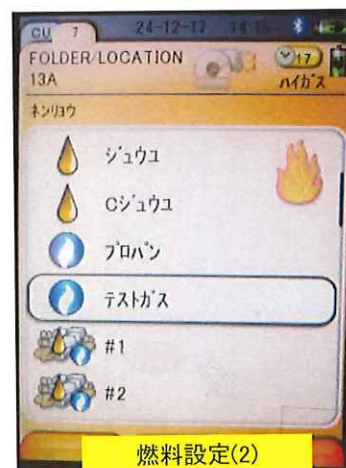 CU 7 24-12-17 14:15
FOLDER/LOCATION
13A
17
ハイガス
ネンリョウ
ジュウユ
Cジュウユ
プロパン
テストガス
#1
#2
燃料設定(2)